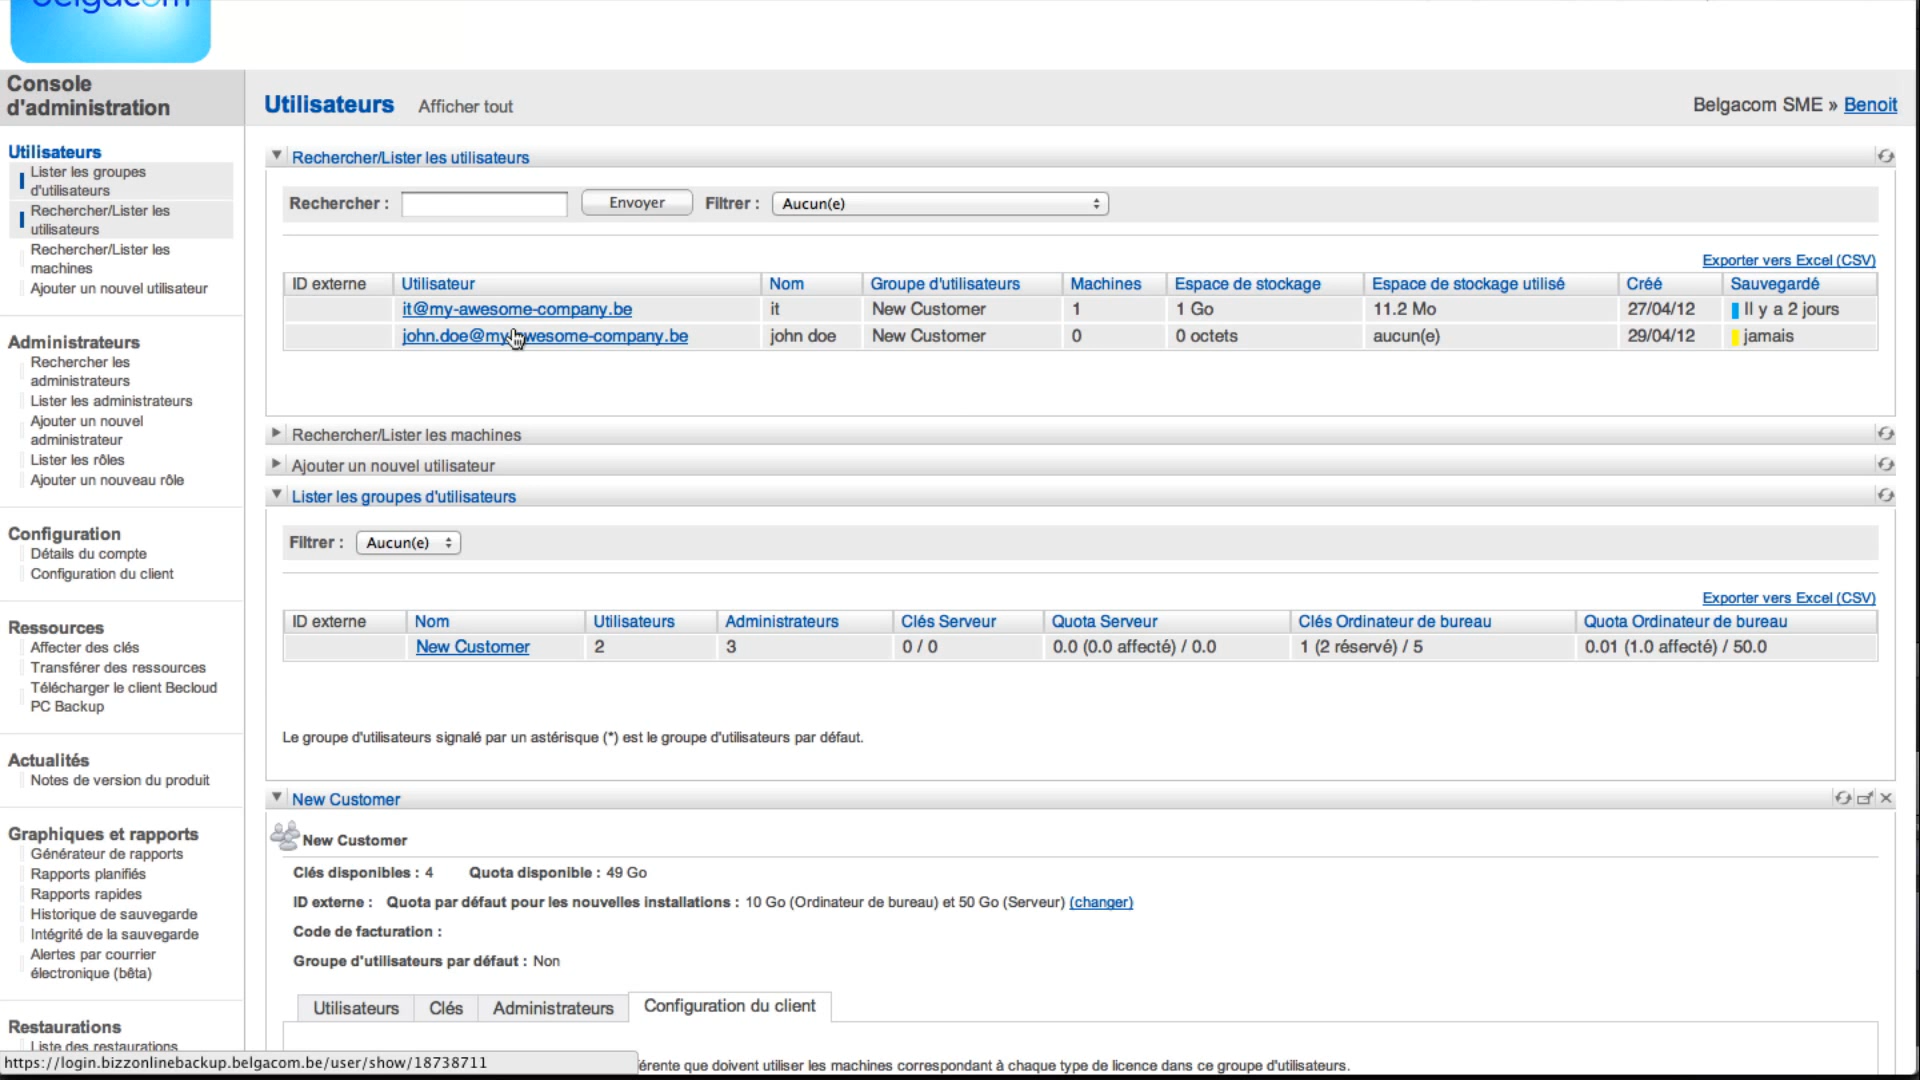 Belgacom
Console
d'administration
Utilisateurs Afficher tout
Belgacom SME » Benoit
Utilisateurs
Lister les groupes
d'utilisateurs
Rechercher/Lister les
utilisateurs
Rechercher/Lister les
machines
Ajouter un nouvel utilisateur
Administrateurs
Rechercher les
administrateurs
Lister les administrateurs
Ajouter un nouvel
administrateur
Lister les rôles
Ajouter un nouveau rôle
Configuration
Détails du compte
Configuration du client
Ressources
Affecter des clés
Transférer des ressources
Télécharger le client Becloud
PC Backup
Actualités
Notes de version du produit
Graphiques et rapports
Générateur de rapports
Rapports planifiés
Rapports rapides
Historique de sauvegarde
Intégrité de la sauvegarde
Alertes par courrier
électronique (bêta)
Restaurations
Liste des restaurations
Rechercher/Lister les utilisateurs
Rechercher : Envoyer Filtrer : Aucun(e)
Exporter vers Excel (CSV)
ID externe Utilisateur Nom Groupe d'utilisateurs Machines Espace de stockage Espace de stockage utilisé Créé Sauvegardé
it@my-awesome-company.be it New Customer 1 1 Go 11.2 Mo 27/04/12 Il y a 2 jours
john.doe@my-awesome-company.be john doe New Customer 0 0 octets aucun(e) 29/04/12 jamais
Rechercher/Lister les machines
Ajouter un nouvel utilisateur
Lister les groupes d'utilisateurs
Filtrer : Aucun(e)
Exporter vers Excel (CSV)
ID externe Nom Utilisateurs Administrateurs Clés Serveur Quota Serveur Clés Ordinateur de bureau Quota Ordinateur de bureau
New Customer 2 3 0 / 0 0.0 (0.0 affecté) / 0.0 1 (2 réservé) / 5 0.01 (1.0 affecté) / 50.0
Le groupe d'utilisateurs signalé par un astérisque (*) est le groupe d'utilisateurs par défaut.
New Customer
New Customer
Clés disponibles : 4 Quota disponible : 49 Go
ID externe : Quota par défaut pour les nouvelles installations : 10 Go (Ordinateur de bureau) et 50 Go (Serveur) (changer)
Code de facturation :
Groupe d'utilisateurs par défaut : Non
Utilisateurs Clés Administrateurs Configuration du client
que doivent utiliser les machines correspondant à chaque type de licence dans ce groupe d'utilisateurs.
https://login.bizzonlinebackup.belgacom.be/user/show/18738711